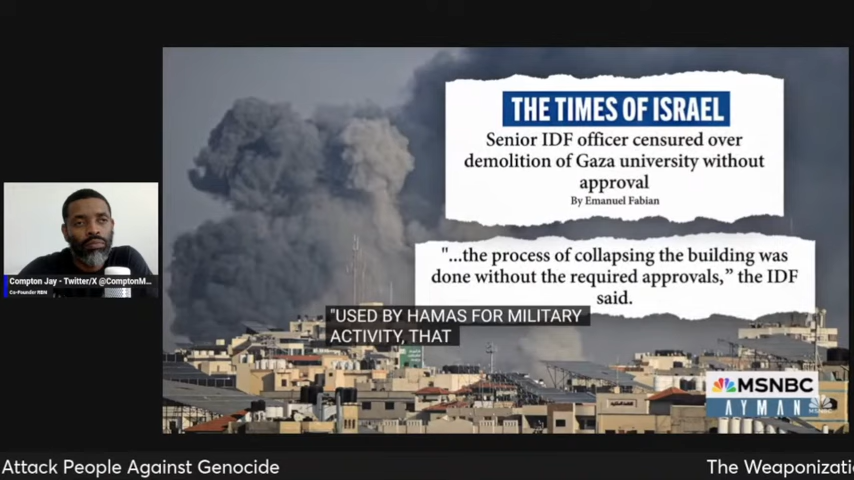 THE TIMES OF ISRAEL
Senior IDF officer censured over
demolition of Gaza university without
approval
By Emanuel Fabian
"...the process of collapsing the building was
done without the required approvals," the IDF
said.
"USED BY HAMAS FOR MILITARY
ACTIVITY, THAT
Compton Jay - Twitter/X @ComptonM...
Co-Founder RBN
MSNBC
AYMAN
MSNBC
Attack People Against Genocide
The Weaponizatio